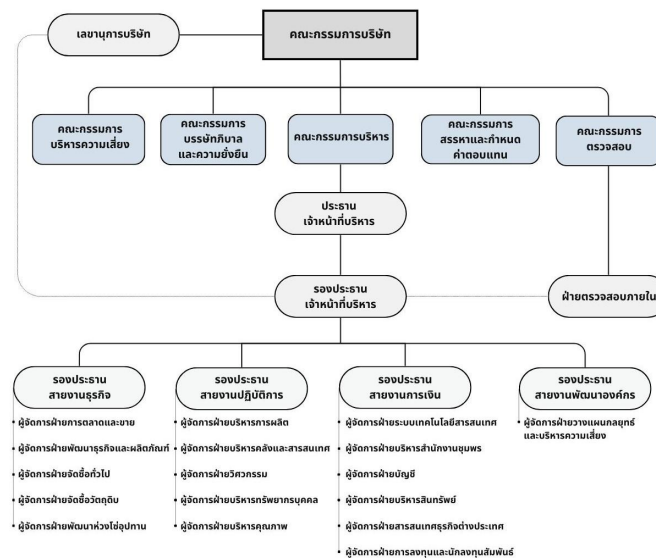 เลขานุการบริษัท
คณะกรรมการบริษัท
คณะกรรมการ
บริหารความเสี่ยง
คณะกรรมการ
บรรษัทภิบาล
และความยั่งยืน
คณะกรรมการบริหาร
คณะกรรมการ
สรรหาและกำหนด
ค่าตอบแทน
คณะกรรมการ
ตรวจสอบ
ประธาน
เจ้าหน้าที่บริหาร
รองประธาน
เจ้าหน้าที่บริหาร
ฝ่ายตรวจสอบภายใน
รองประธาน
สายงานธุรกิจ
• ผู้จัดการฝ่ายการตลาดและขาย
• ผู้จัดการฝ่ายพัฒนาธุรกิจและผลิตภัณฑ์
• ผู้จัดการฝ่ายจัดซื้อทั่วไป
• ผู้จัดการฝ่ายจัดซื้อวัตถุดิบ
• ผู้จัดการฝ่ายพัฒนาห่วงโซ่อุปทาน
รองประธาน
สายงานปฏิบัติการ
• ผู้จัดการฝ่ายบริหารการผลิต
• ผู้จัดการฝ่ายบริหารคลังและสารสนเทศ
• ผู้จัดการฝ่ายวิศวกรรม
• ผู้จัดการฝ่ายบริหารทรัพยากรบุคคล
• ผู้จัดการฝ่ายบริหารคุณภาพ
รองประธาน
สายงานการเงิน
• ผู้จัดการฝ่ายระบบเทคโนโลยีสารสนเทศ
• ผู้จัดการฝ่ายบริหารสำนักงานชุมพร
• ผู้จัดการฝ่ายบัญชี
• ผู้จัดการฝ่ายบริหารสินทรัพย์
• ผู้จัดการฝ่ายสารสนเทศธุรกิจต่างประเทศ
• ผู้จัดการฝ่ายการลงทุนและนักลงทุนสัมพันธ์
รองประธาน
สายงานพัฒนาองค์กร
• ผู้จัดการฝ่ายวางแผนกลยุทธ์
และบริหารความเสี่ยง